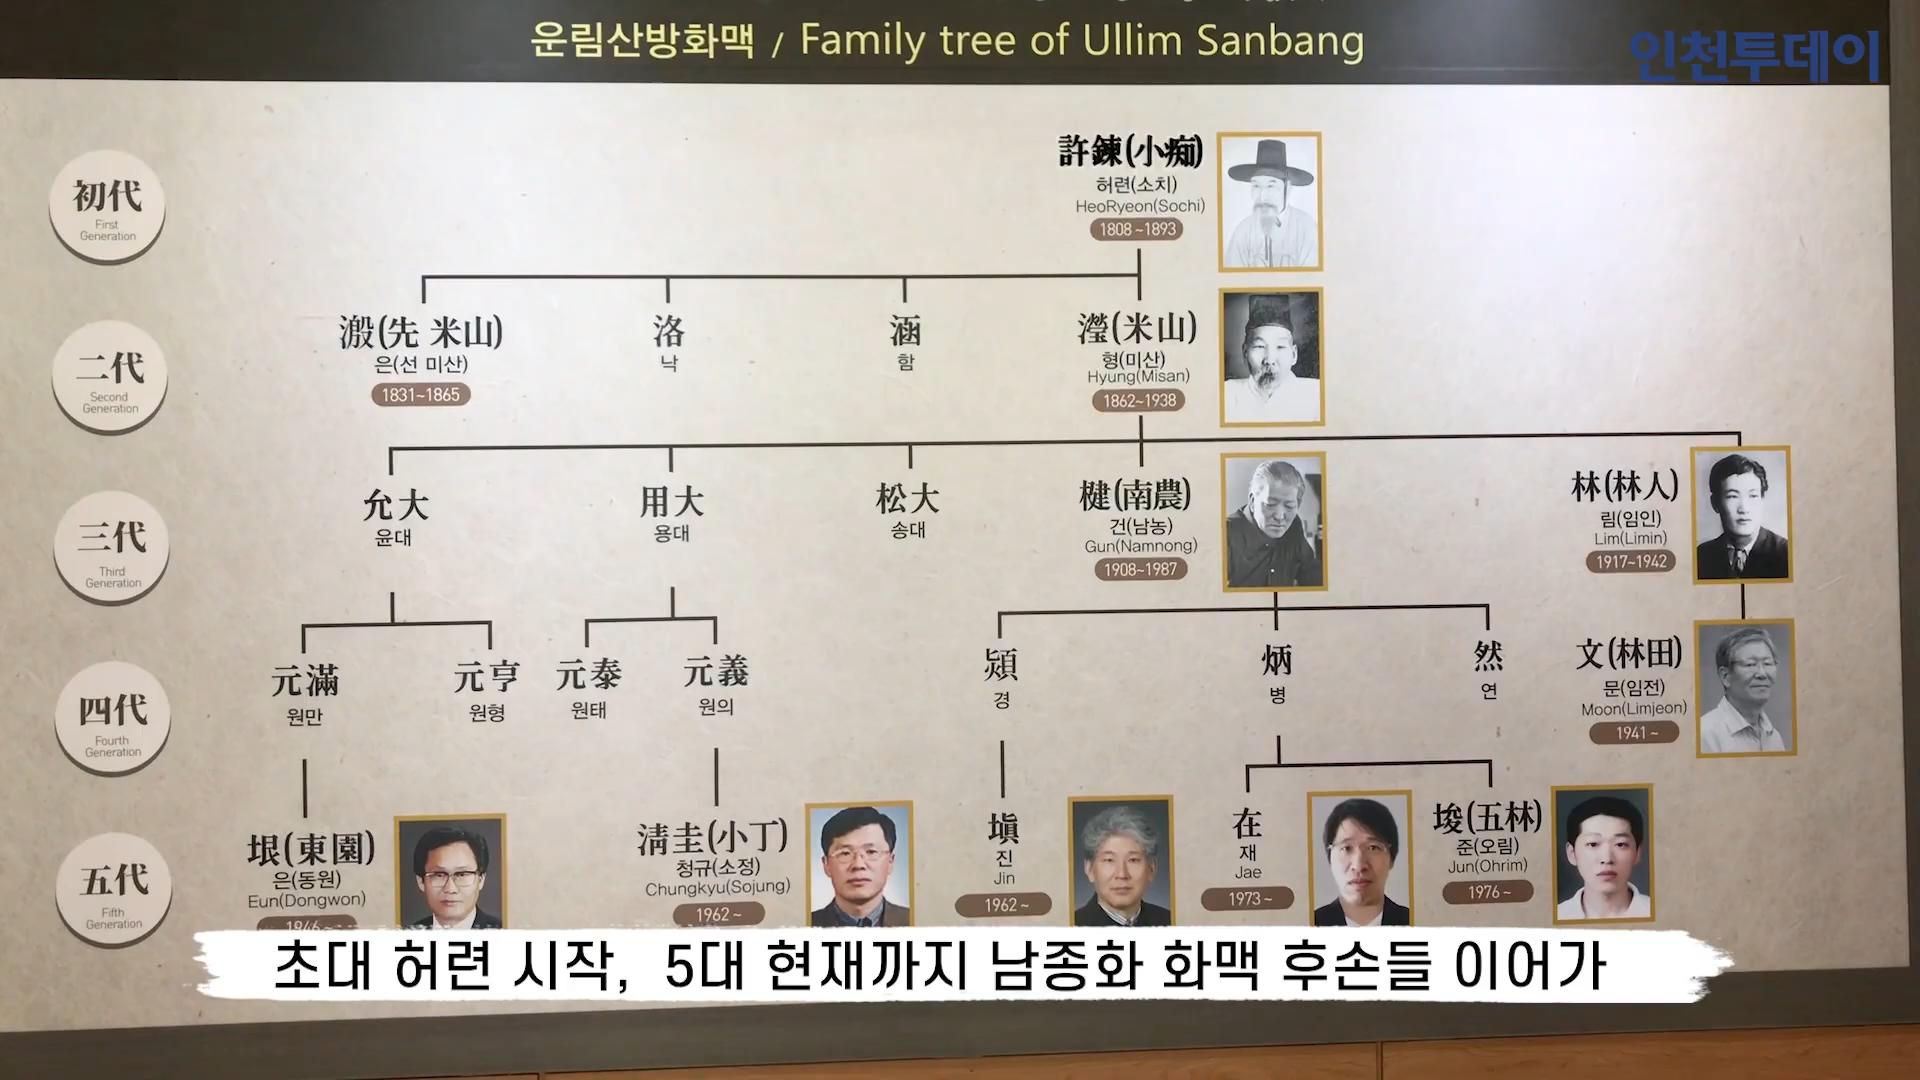 운림산방화맥 / Family tree of Ullim Sanbang
인천투데이
初代
First
Generation
許鍊(小痴)
허련(소치)
HeoRyeon(Sochi)
1808~1893
二代
Second
Generation
溵(先 米山)
은(선 미산)
1831~1865
洛
낙
涵
함
瀅(米山)
형(미산)
Hyung(Misan)
1862~1938
三代
Third
Generation
允大
윤대
用大
용대
松大
송대
楗(南農)
건(남농)
Gun(Namnong)
1908~1987
林(林人)
림(임인)
Lim(Limin)
1917~1942
四代
Fourth
Generation
元滿
원만
元亨
원형
元泰
원태
元義
원의
熲
경
炳
병
然
연
文(林田)
문(임전)
Moon(Limjeon)
1941~
五代
Fifth
Generation
垠(東園)
은(동원)
Eun(Dongwon)
1946~
淸圭(小丁)
청규(소정)
Chungkyu(Sojung)
1962~
塡
진
Jin
1962~
在
재
Jae
1973~
埈(五林)
준(오림)
Jun(Ohrim)
1976~
초대 허련 시작, 5대 현재까지 남종화 화맥 후손들 이어가